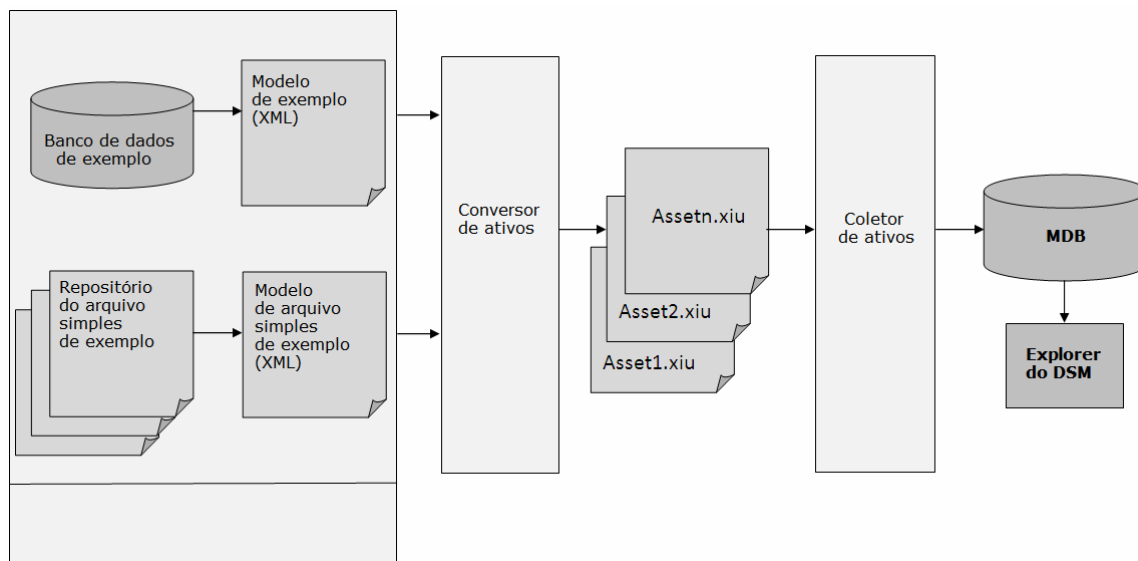 Banco de dados
de exemplo
Modelo
de exemplo
(XML)
Repositório
do arquivo
simples
de exemplo
Modelo
de arquivo
simples
de exemplo
(XML)
Conversor
de ativos
Assetn.xiu
Asset2.xiu
Asset1.xiu
Coletor
de ativos
MDB
Explorer
do DSM